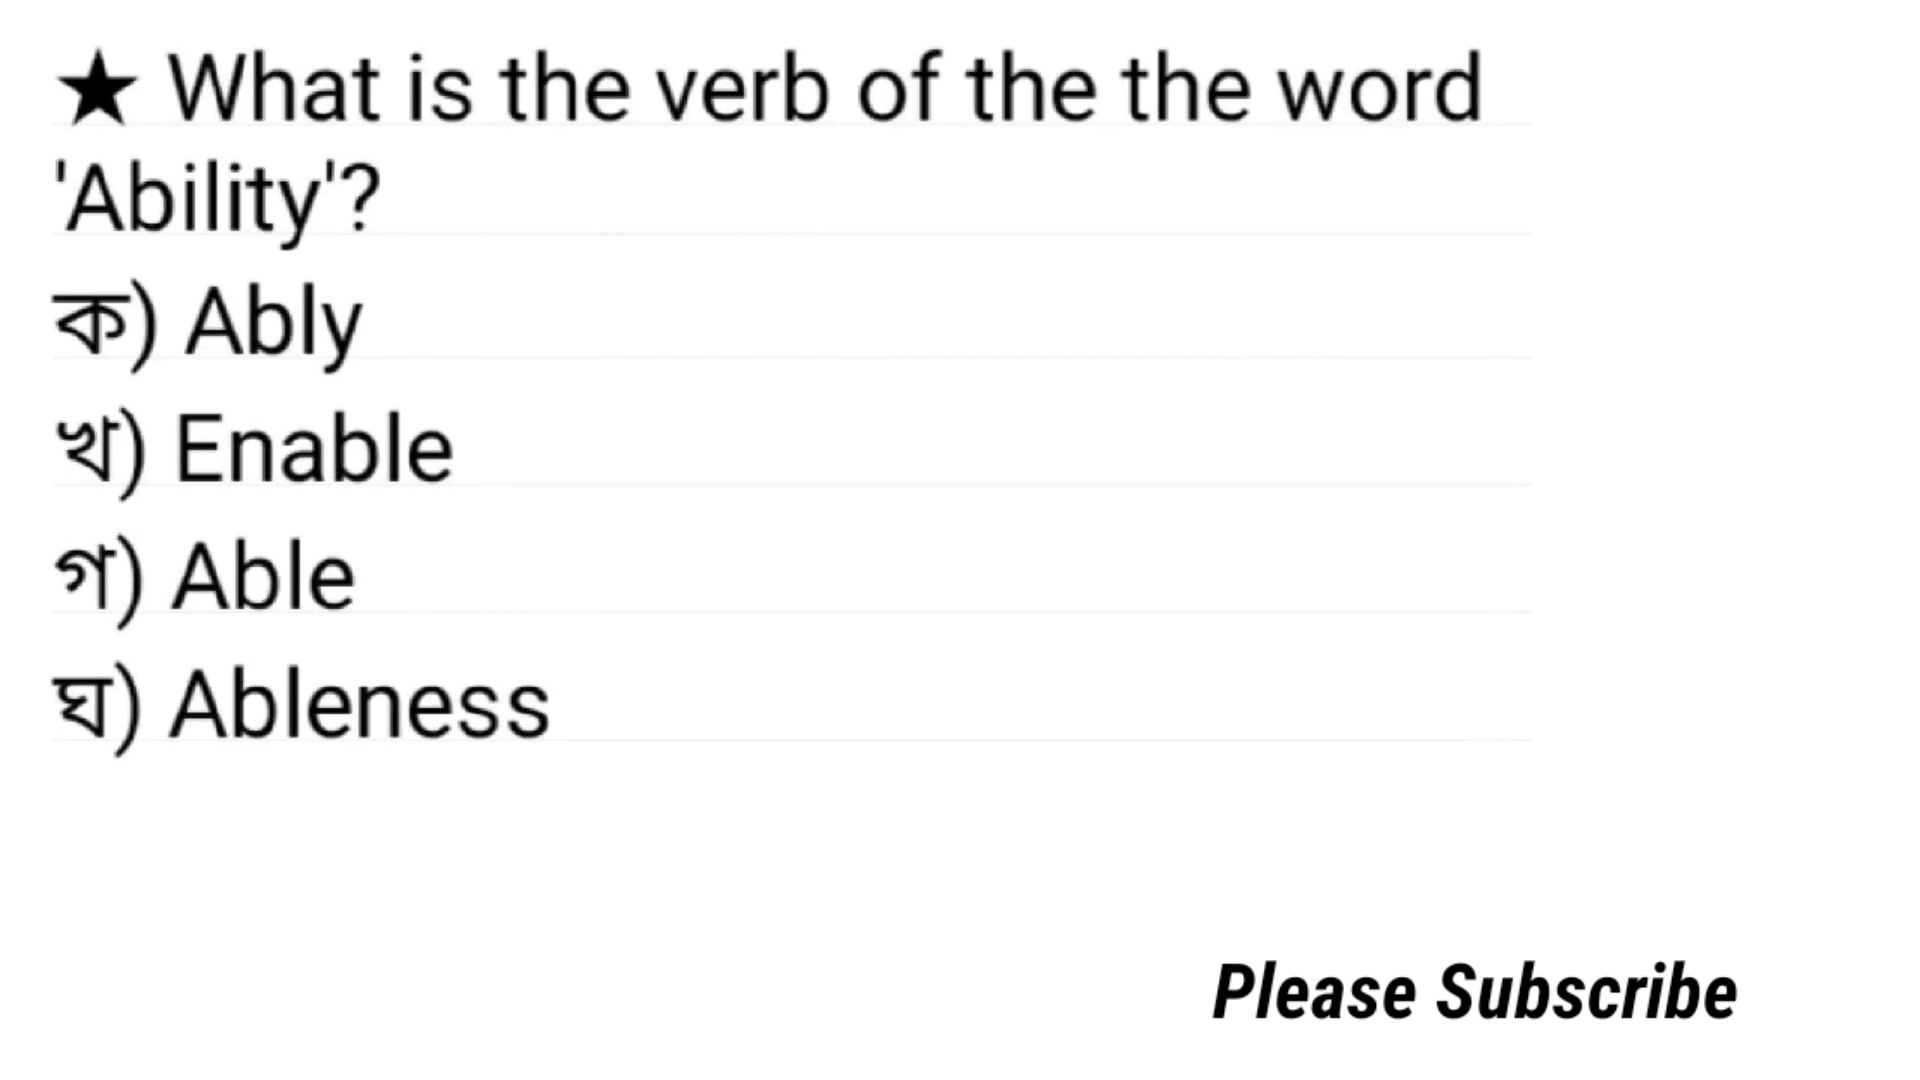 ★ What is the verb of the the word
'Ability'?
ক) Ably
খ) Enable
গ) Able
ঘ) Ableness
Please Subscribe